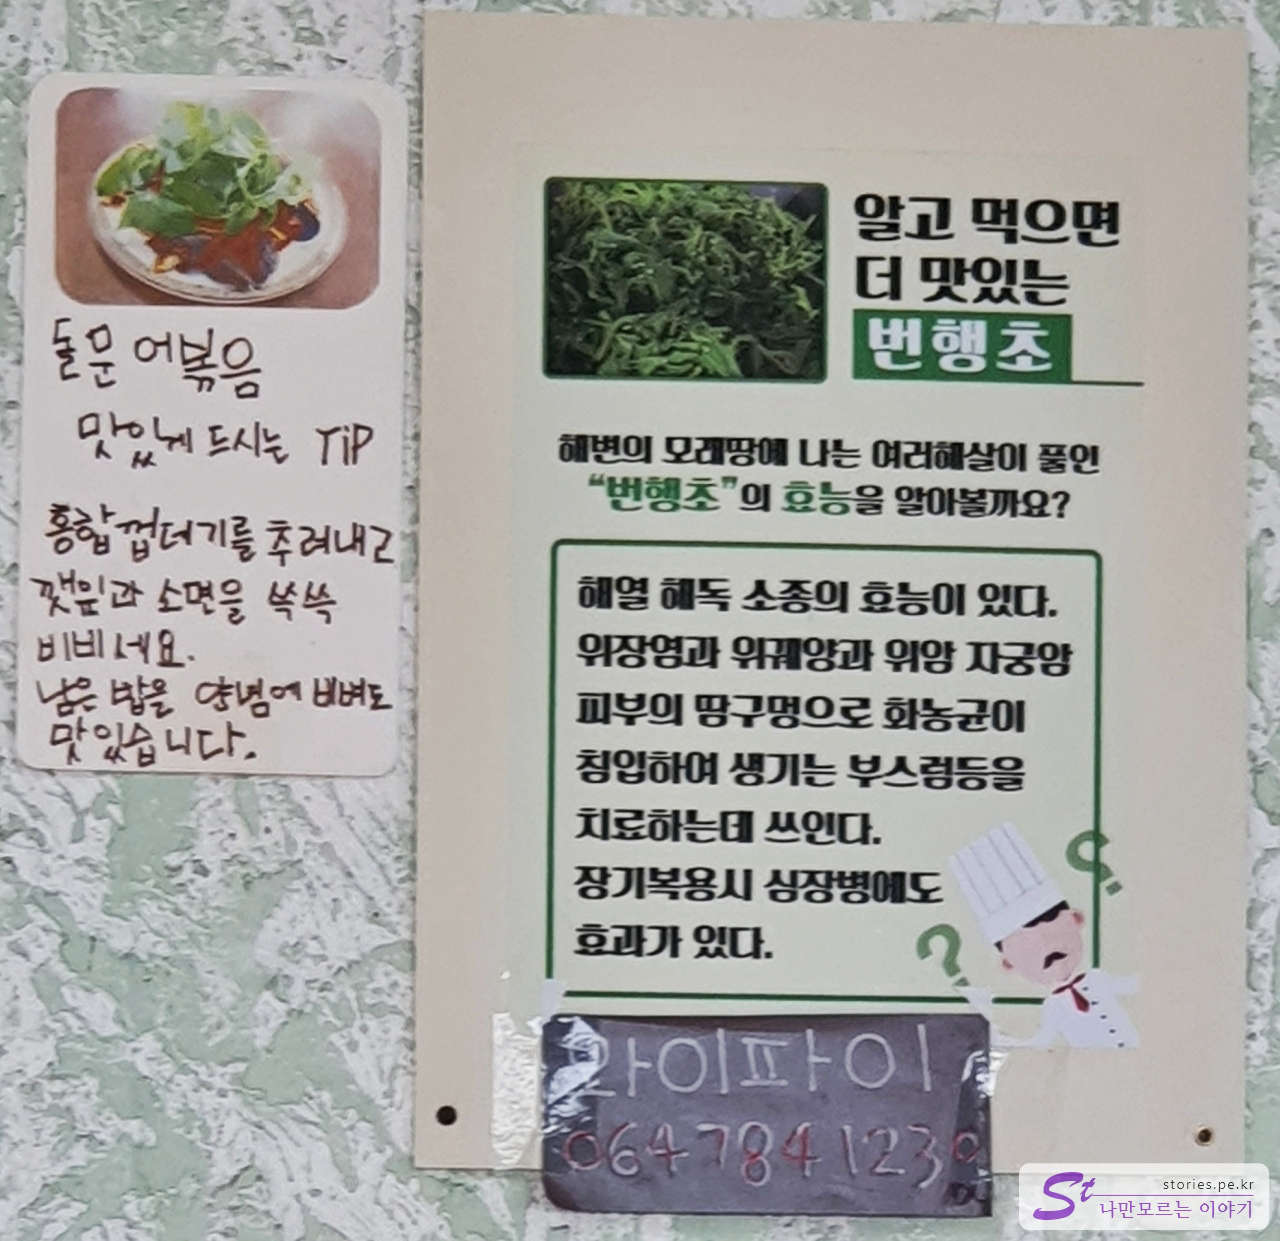 돌문어볶음
맛있게 드시는 TiP
홍합껍더기를 추려내고
깻잎과 소면을 쓱쓱
비비세요.
남은 밥을 양념에 비벼도
맛있습니다.
알고 먹으면
더 맛있는
번행초
해변의 모래땅에 나는 여러해살이 풀인
“번행초”의 효능을 알아볼까요?
해열 해독 소종의 효능이 있다.
위장염과 위궤양과 위암 자궁암
피부의 땀구멍으로 화농균이
침입하여 생기는 부스럼등을
치료하는데 쓰인다.
장기복용시 심장병에도
효과가 있다.
와이파이
0647841230
St
stories.pe.kr
나만모르는 이야기